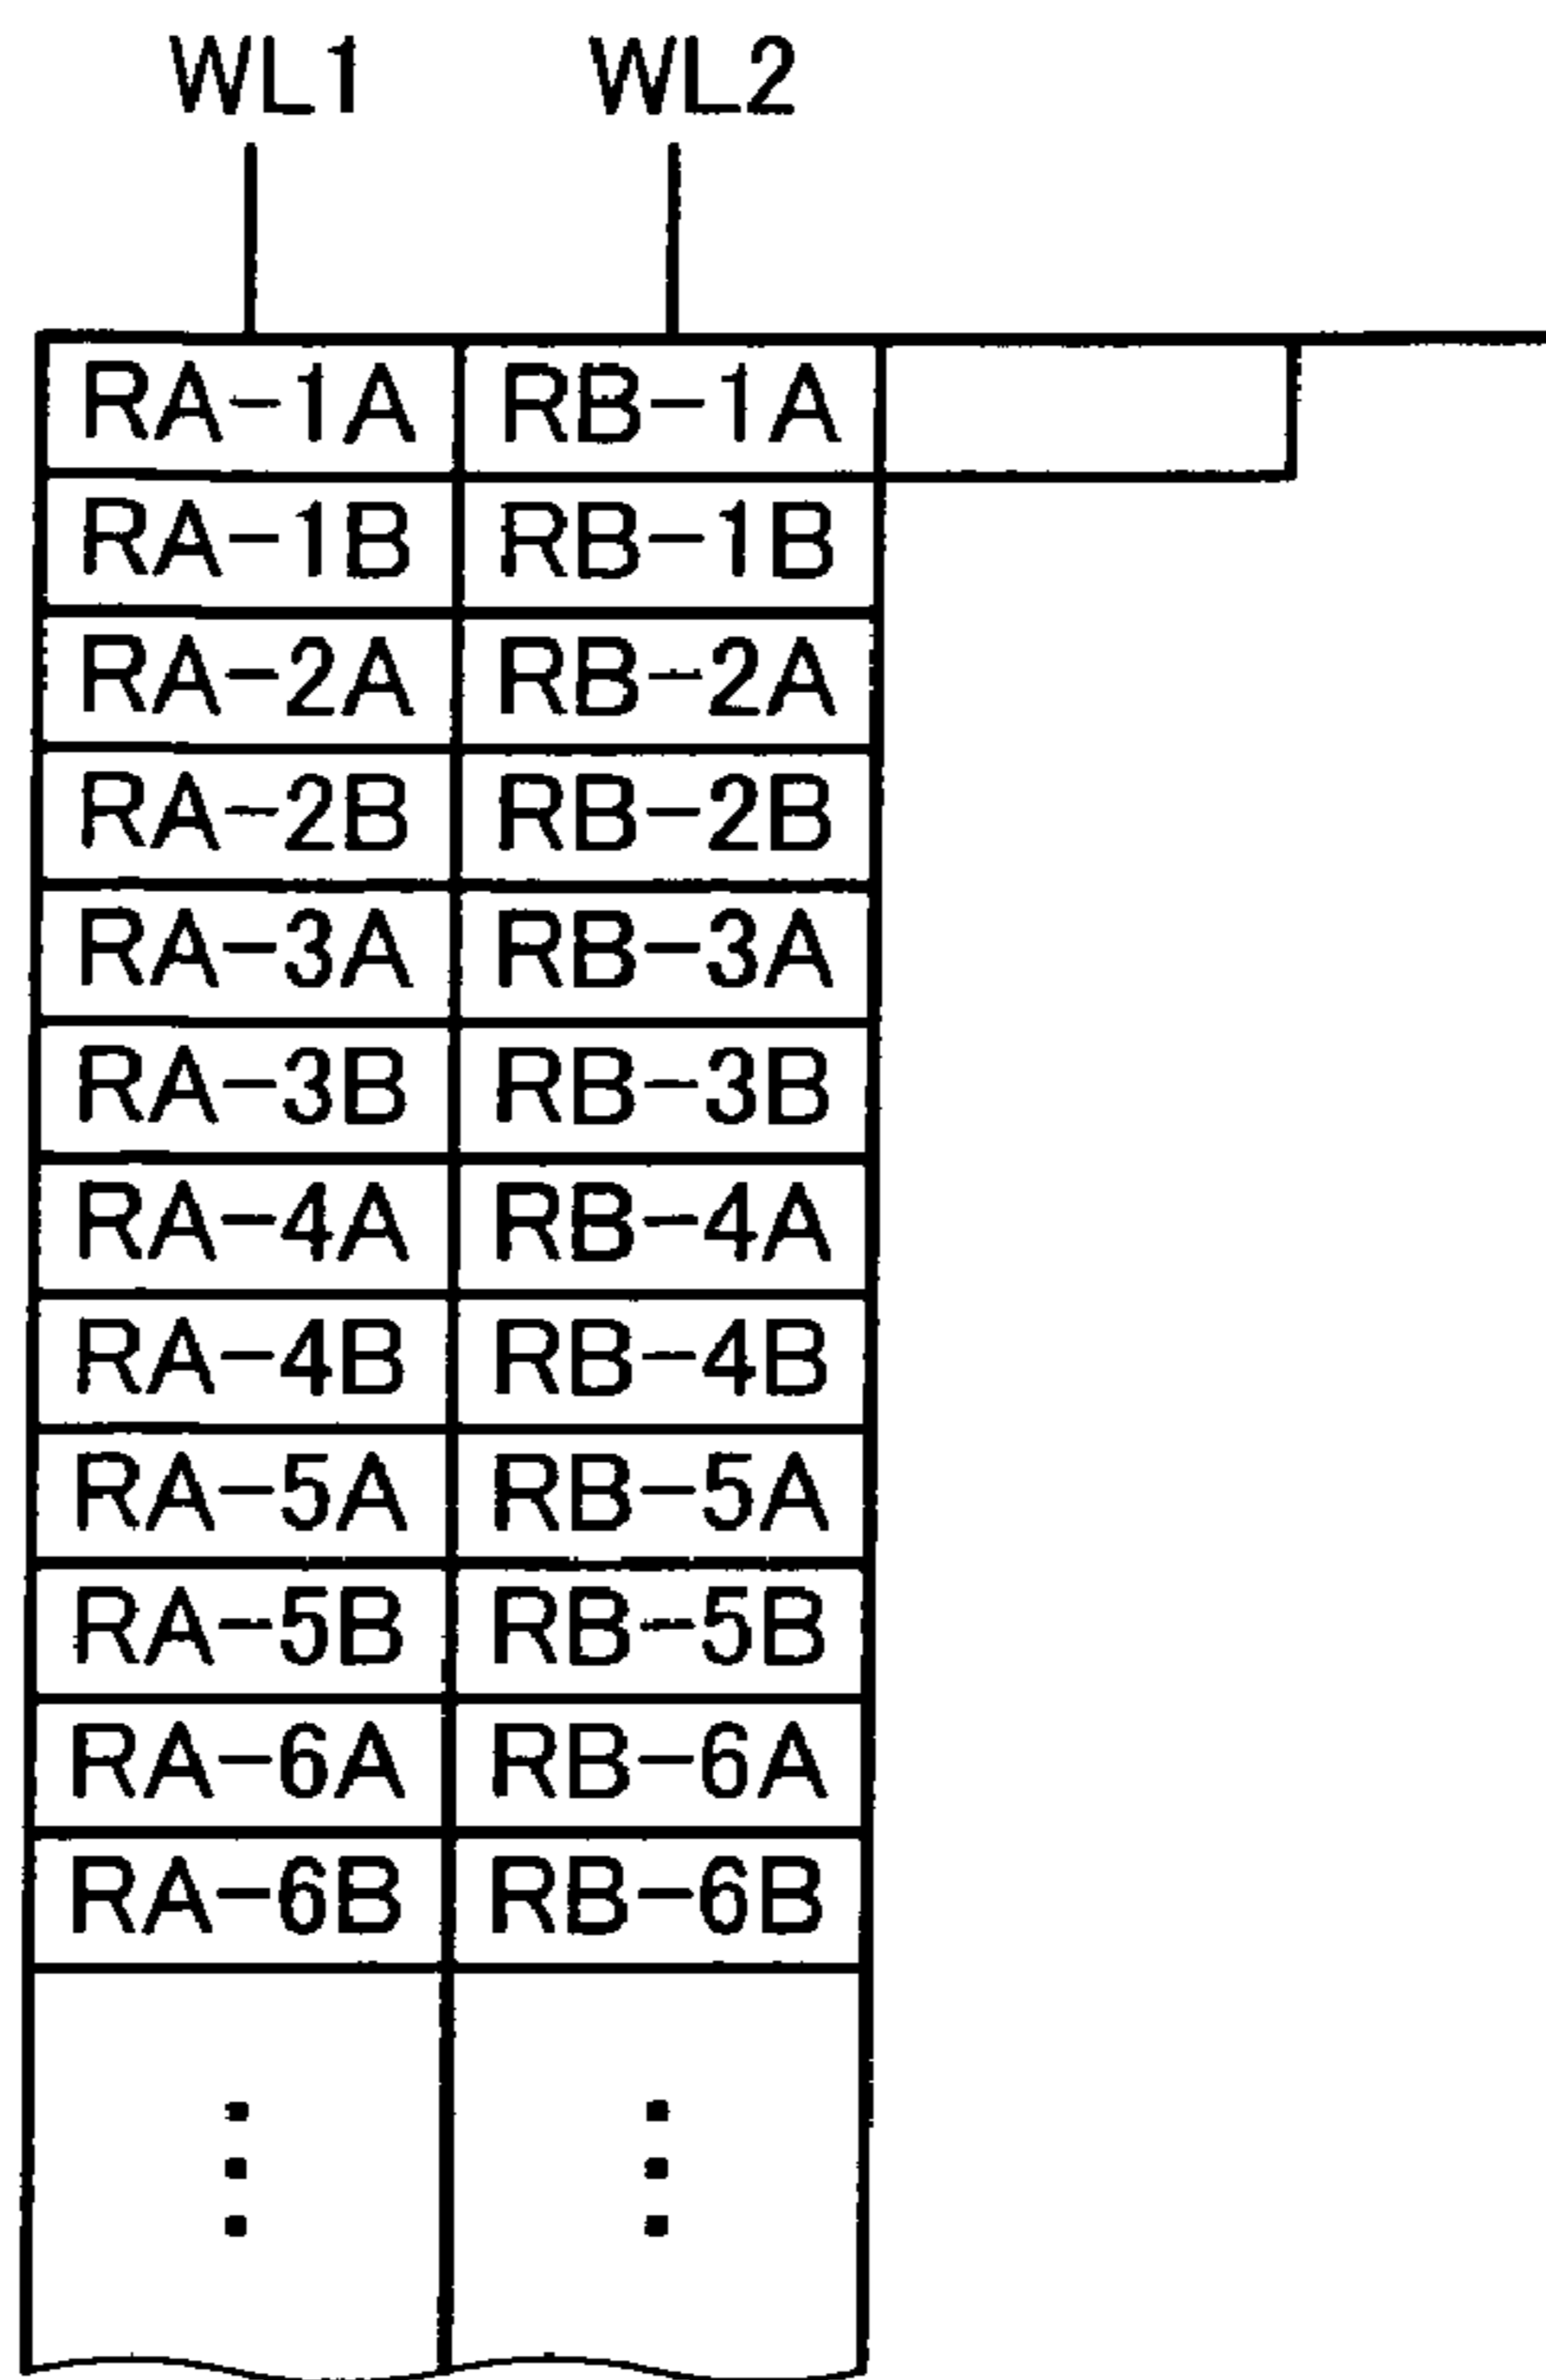 WL1 WL2
RA-1A RB-1A
RA-1B RB-1B
RA-2A RB-2A
RA-2B RB-2B
RA-3A RB-3A
RA-3B RB-3B
RA-4A RB-4A
RA-4B RB-4B
RA-5A RB-5A
RA-5B RB-5B
RA-6A RB-6A
RA-6B RB-6B